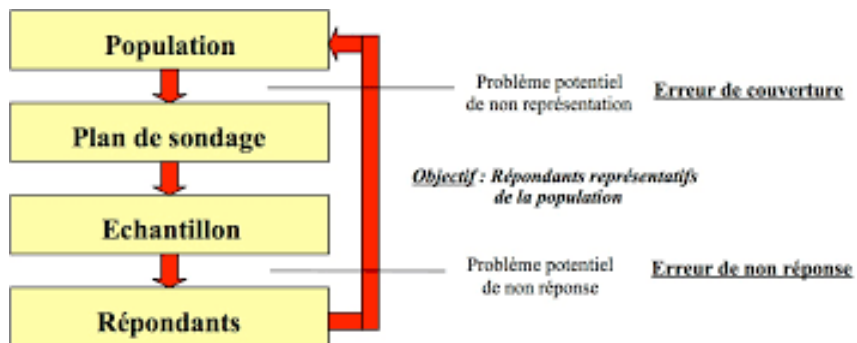 Population
Problème potentiel
de non représentation
Erreur de couverture
Plan de sondage
Objectif : Répondants représentatifs
de la population
Echantillon
Problème potentiel
de non réponse
Erreur de non réponse
Répondants